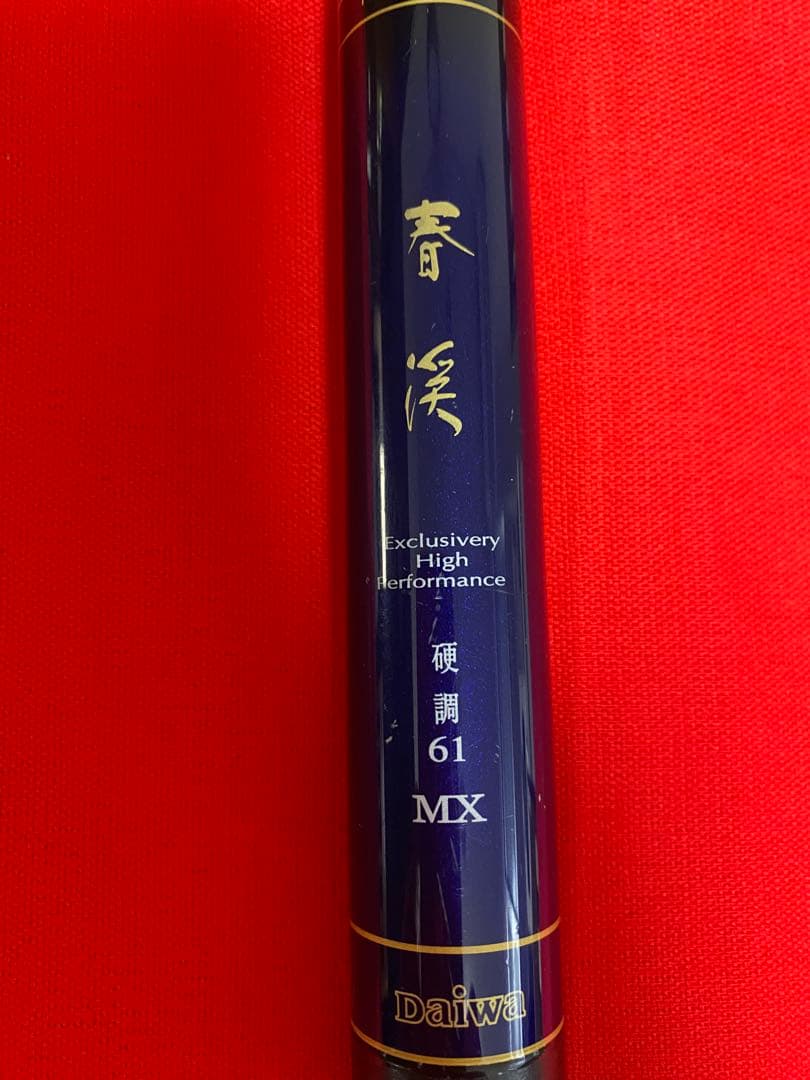 春
渓
Exclusivery
High
Performance
硬
調
61
MX
Daiwa